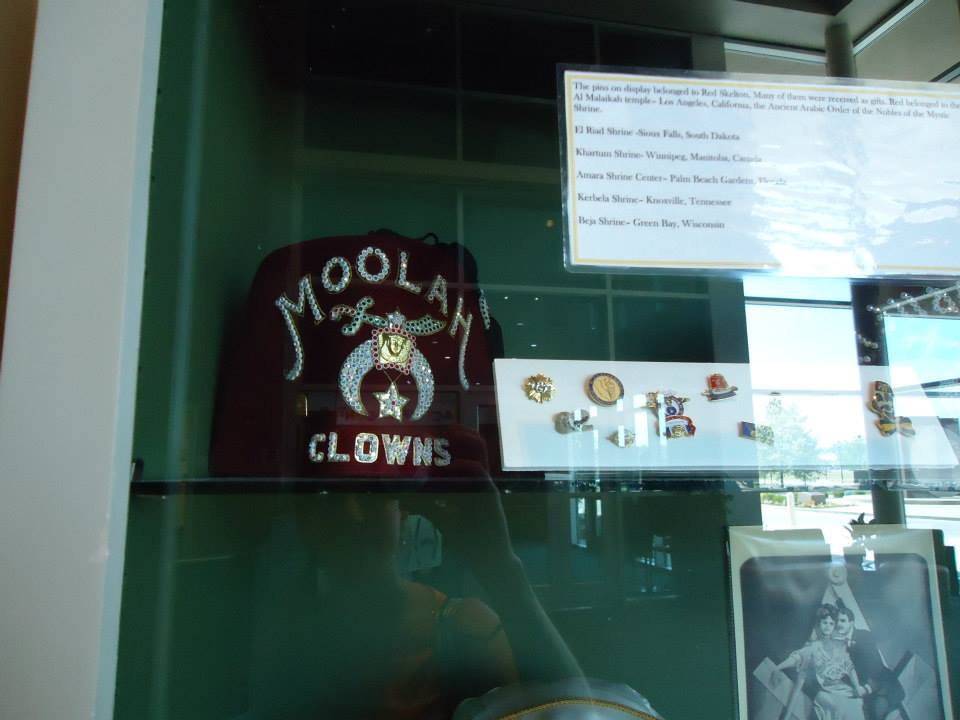 MOOLAH
CLOWNS
The pins on display belonged to Red Skelton. Many of them were received as gifts. Red belonged to the
Al Malaikah temple- Los Angeles, California, the Ancient Arabic Order of the Nobles of the Mystic
Shrine.
El Riad Shrine -Sioux Falls, South Dakota
Khartum Shrine- Winnipeg, Manitoba, Canada
Amara Shrine Center- Palm Beach Gardens, Florida
Kerbela Shrine- Knoxville, Tennessee
Beja Shrine- Green Bay, Wisconsin